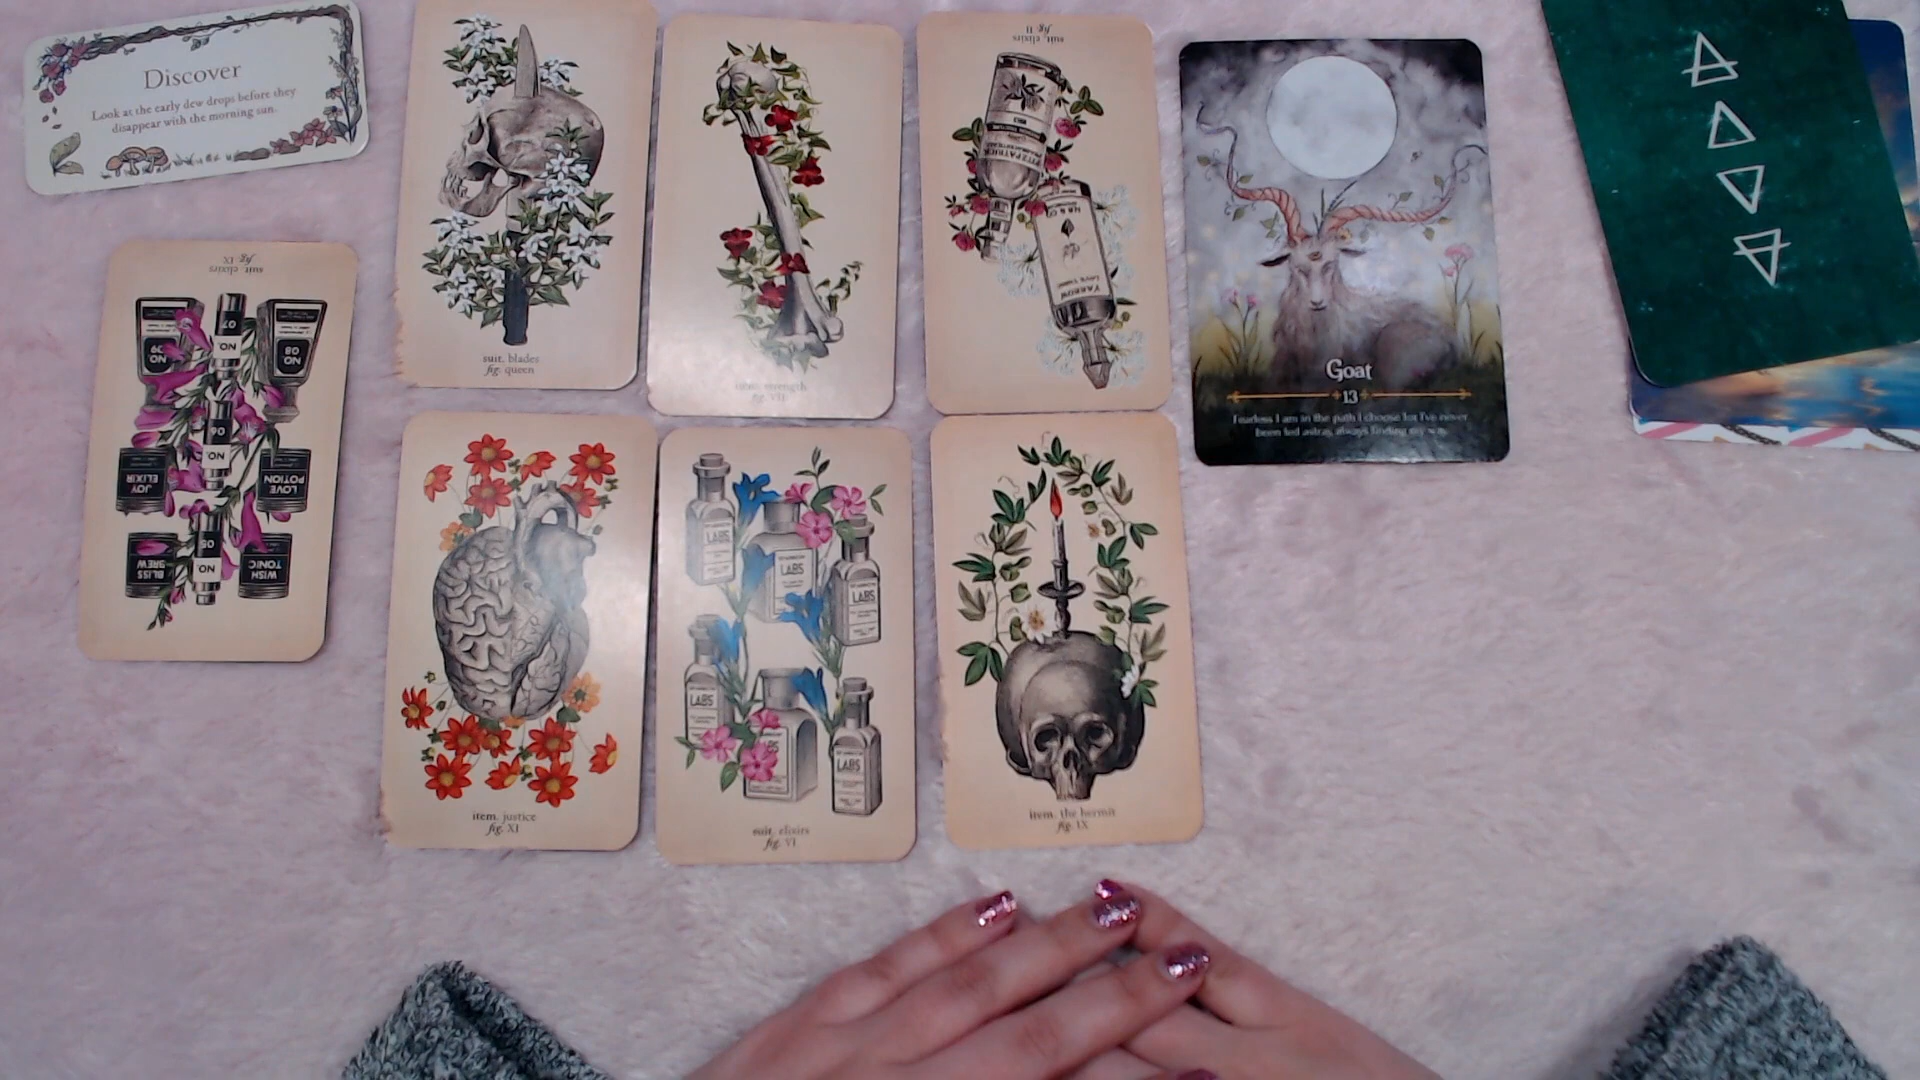 Discover
Look at the early dew drops before they
disappear with the morning sun.
suit. elixirs
fig. IX
NO. 09
NO. 07
NO. 08
JOY ELIXIR
NO. 06
LOVE POTION
BLISS BREW
NO. 05
WISH TONIC
suit. blades
fig. queen
item. strength
fig. VIII
suit. elixirs
fig. II
FITZPATRICK
YARROW
Goat
13
Fearless I am in the path I choose for I've never
been led astray, always finding my way.
item. justice
fig. XI
LABS
LABS
LABS
LABS
LABS
LABS
suit. elixirs
fig. VI
item. the hermit
fig. IX